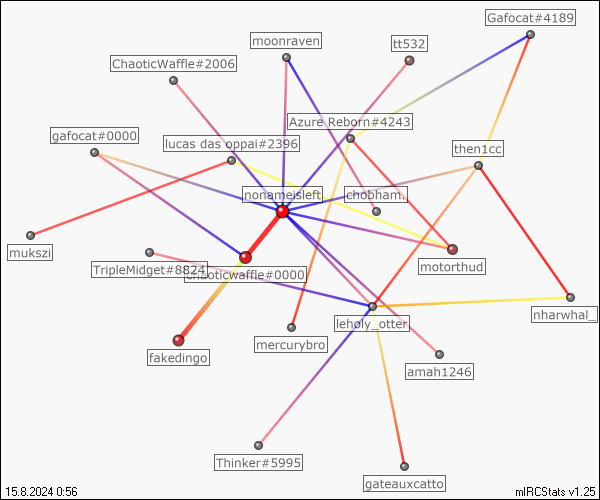 Gafocat#4189
moonraven
tt532
ChaoticWaffle#2006
Azure Reborn#4243
gafocat#0000
lucas das oppai#2396
then1cc
nonameisleft
chobham.
mukszi
TripleMidget#8824
chaoticwaffle#0000
motorthud
nharwhal_
leholy_otter
mercurybro
fakedingo
amah1246
Thinker#5995
gateauxcatto
15.8.2024 0:56
mIRCStats v1.25